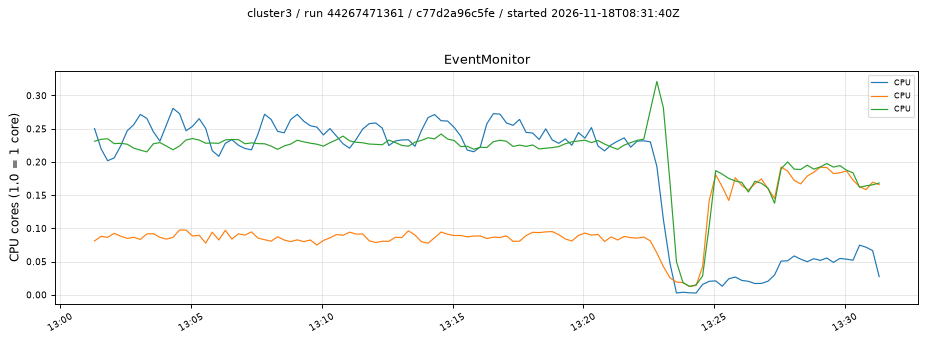 cluster3 / run 44267471361 / c77d2a96c5fe / started 2026-11-18T08:31:40Z
EventMonitor
CPU
CPU
CPU
CPU cores (1.0 = 1 core)
0.30
0.25
0.20
0.15
0.10
0.05
0.00
13:00
13:05
13:10
13:15
13:20
13:25
13:30